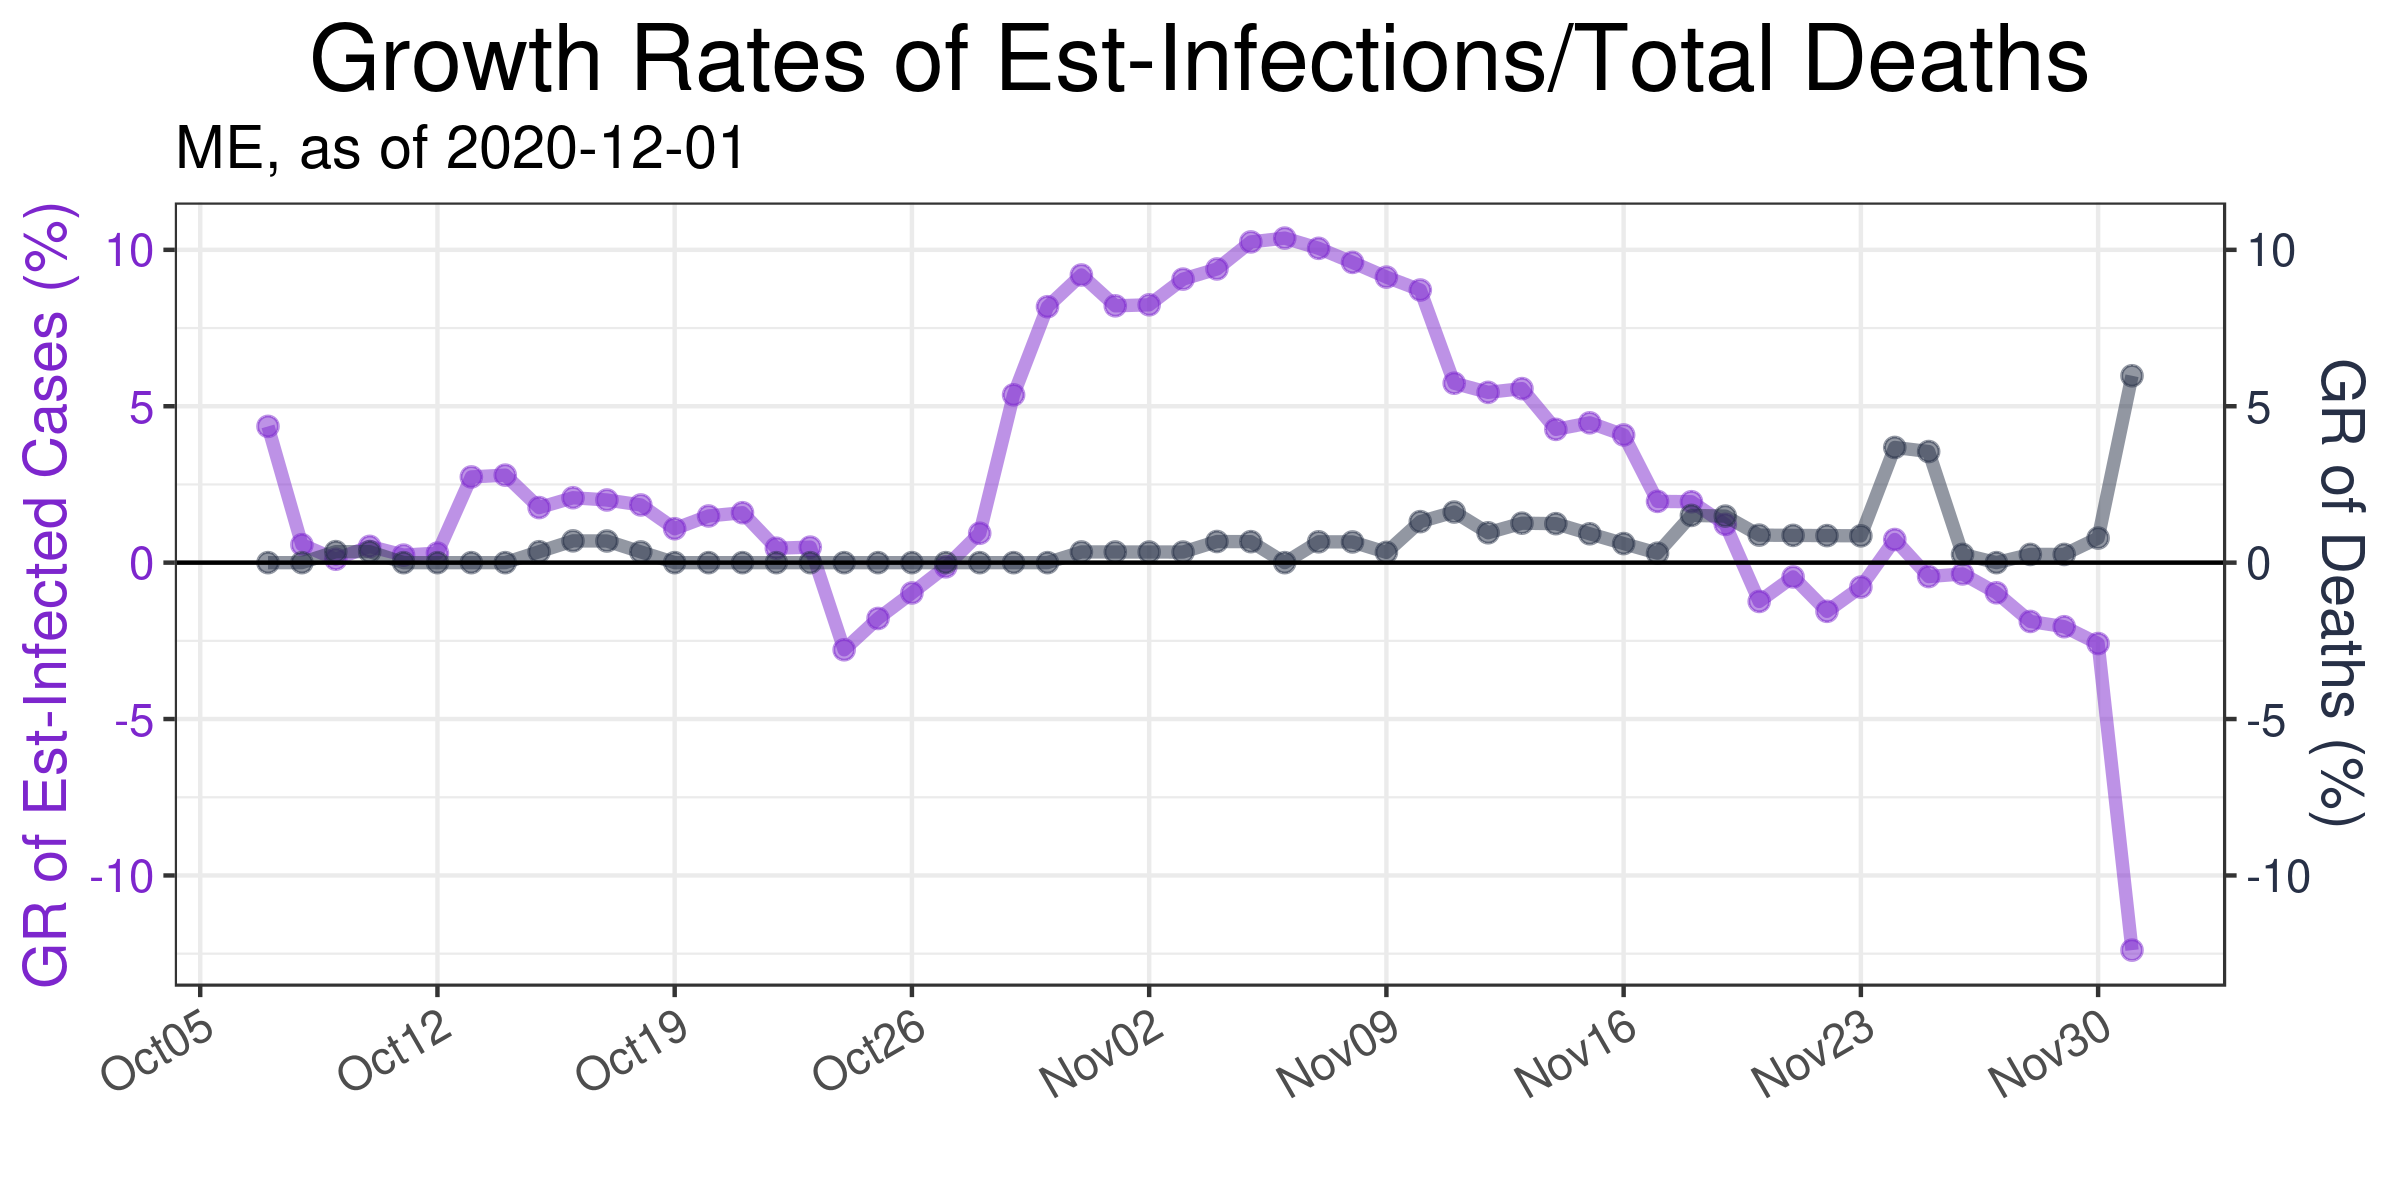 Growth Rates of Est-Infections/Total Deaths
ME, as of 2020-12-01
GR of Est-Infected Cases (%)
10
5
0
-5
-10
10
5
0
-5
-10
GR of Deaths (%)
Oct05
Oct12
Oct19
Oct26
Nov02
Nov09
Nov16
Nov23
Nov30